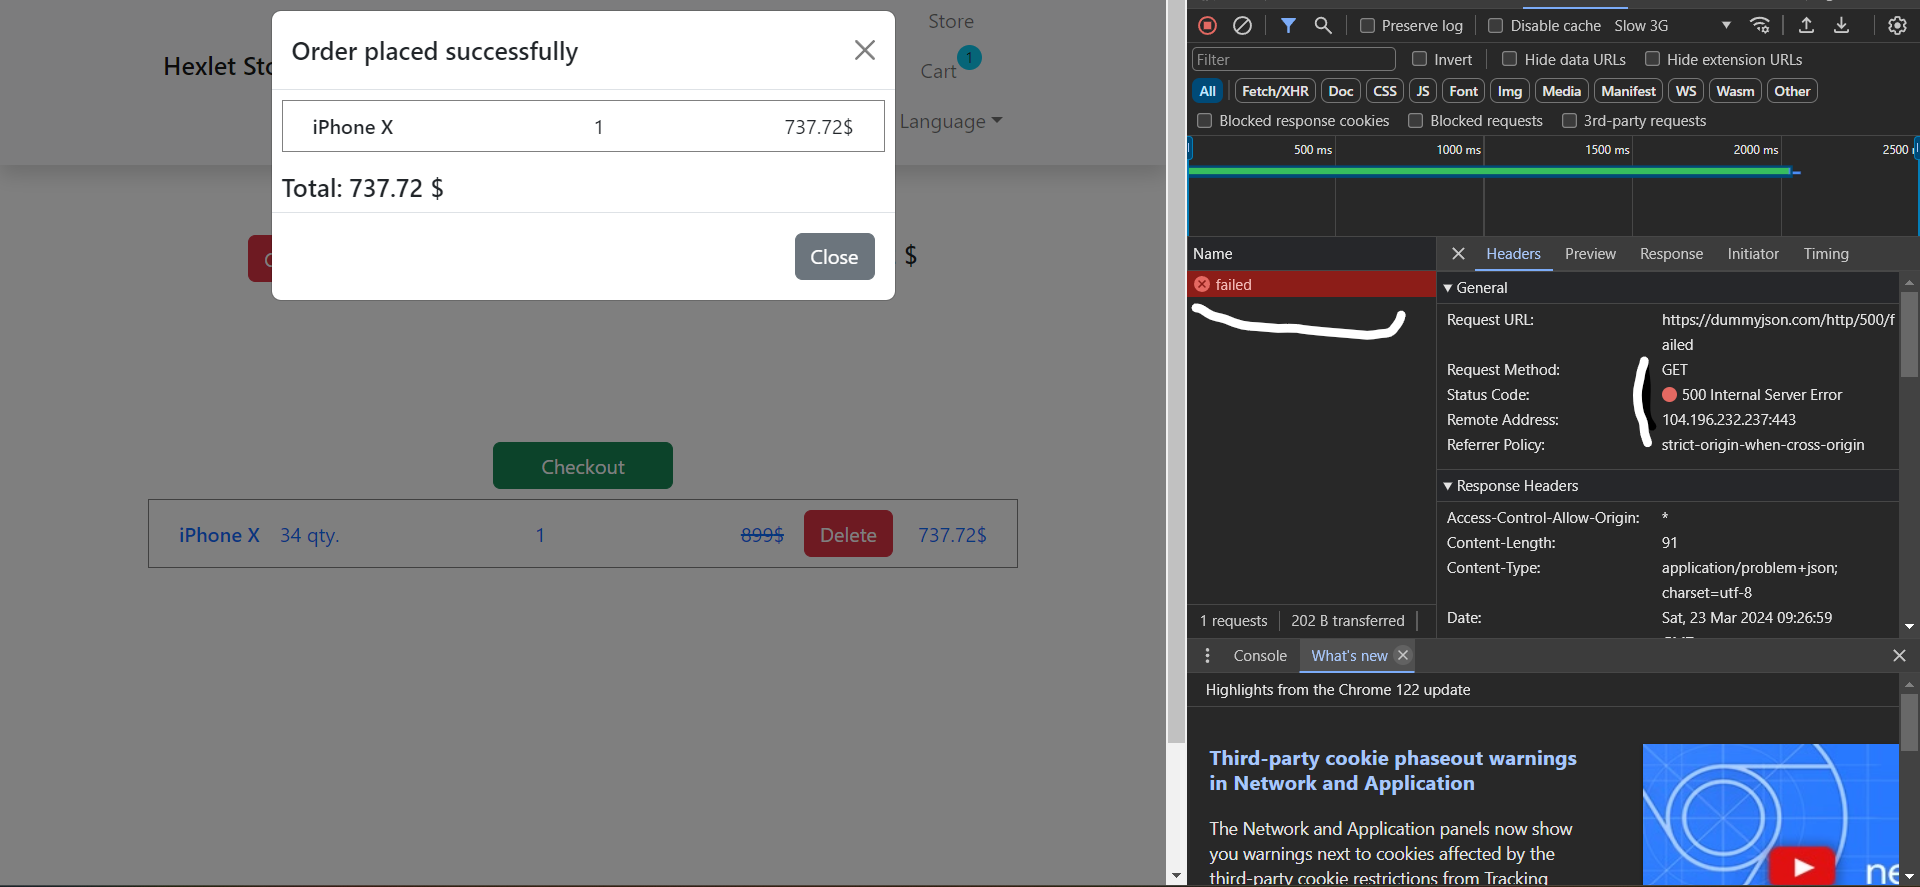 Store
Hexlet Sto
Cart 1
Language
Order placed successfully
iPhone X 1 737.72$
Total: 737.72 $
Close
$
Checkout
iPhone X 34 qty. 1 899$ Delete 737.72$
Preserve log Disable cache Slow 3G
Filter Invert Hide data URLs Hide extension URLs
All Fetch/XHR Doc CSS JS Font Img Media Manifest WS Wasm Other
Blocked response cookies Blocked requests 3rd-party requests
500 ms 1000 ms 1500 ms 2000 ms 2500
Name
failed
1 requests 202 B transferred
Headers Preview Response Initiator Timing
General
Request URL: https://dummyjson.com/http/500/f
ailed
Request Method: GET
Status Code: 500 Internal Server Error
Remote Address: 104.196.232.237:443
Referrer Policy: strict-origin-when-cross-origin
Response Headers
Access-Control-Allow-Origin: *
Content-Length: 91
Content-Type: application/problem+json;
charset=utf-8
Date: Sat, 23 Mar 2024 09:26:59
Console What's new
Highlights from the Chrome 122 update
Third-party cookie phaseout warnings
in Network and Application
The Network and Application panels now show
you warnings next to cookies affected by the
third-party cookie restrictions from Tracking
ne